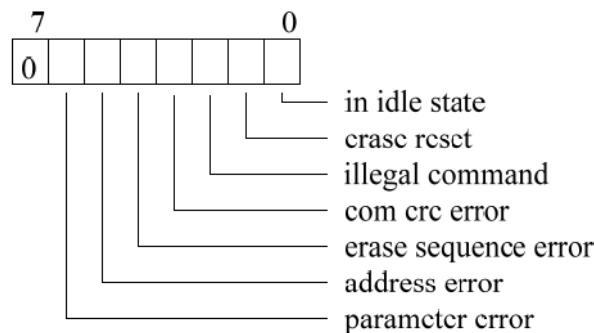 7 0
0
in idle state
erase reset
illegal command
com crc error
erase sequence error
address error
parameter error